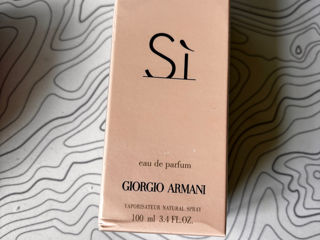 Sì
eau de parfum
GIORGIO ARMANI
VAPORISATEUR NATURAL SPRAY
100 ml 3.4 FL.OZ.